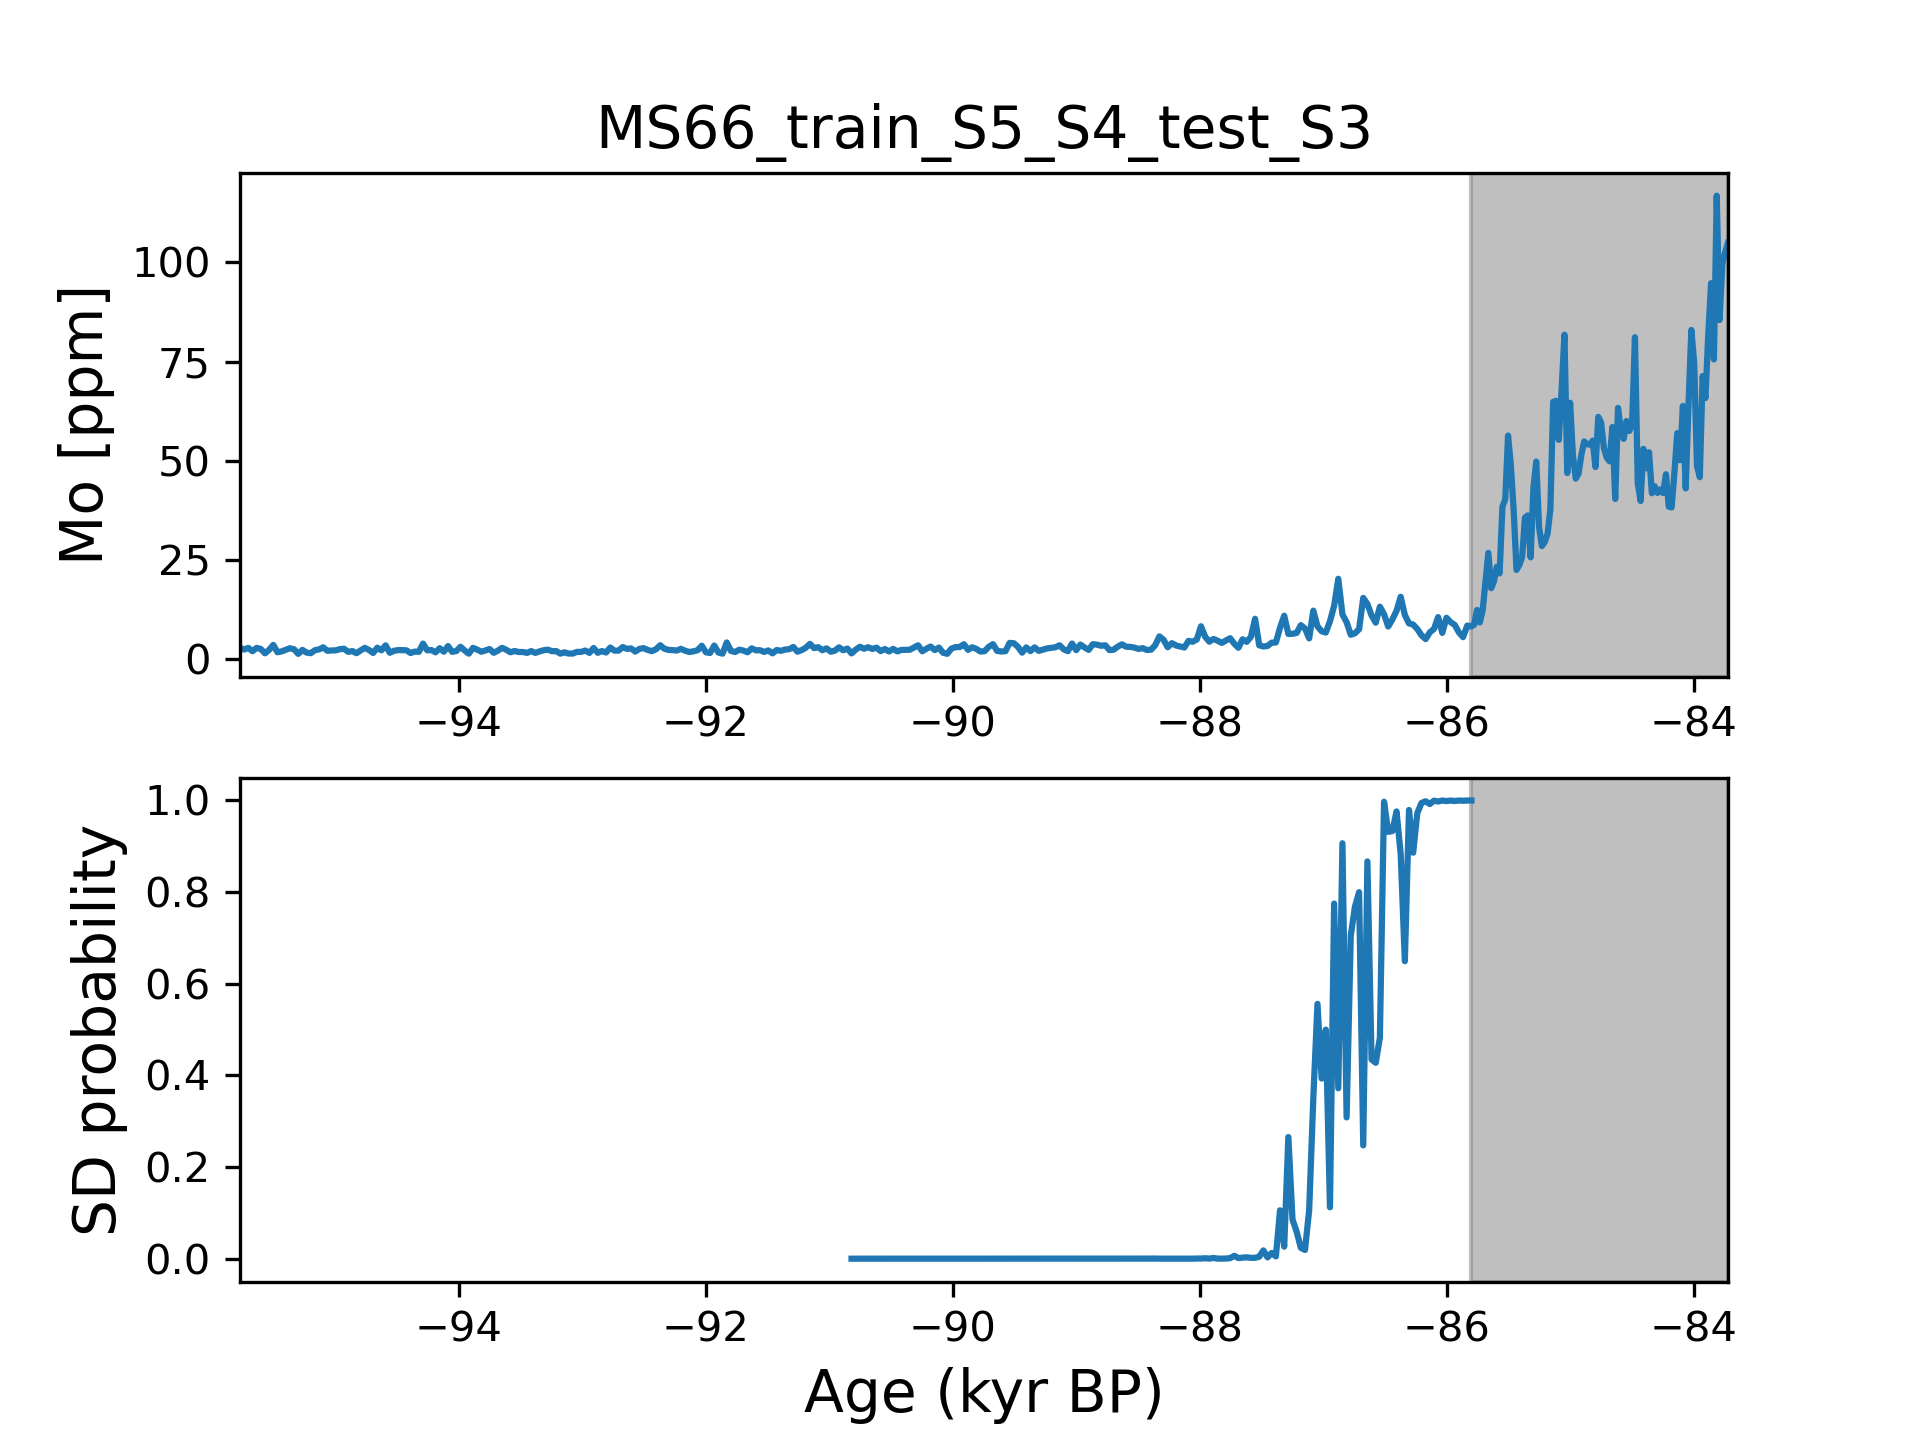 MS66_train_S5_S4_test_S3
Mo [ppm]
100
75
50
25
0
−94 −92 −90 −88 −86 −84
SD probability
1.0
0.8
0.6
0.4
0.2
0.0
−94 −92 −90 −88 −86 −84
Age (kyr BP)